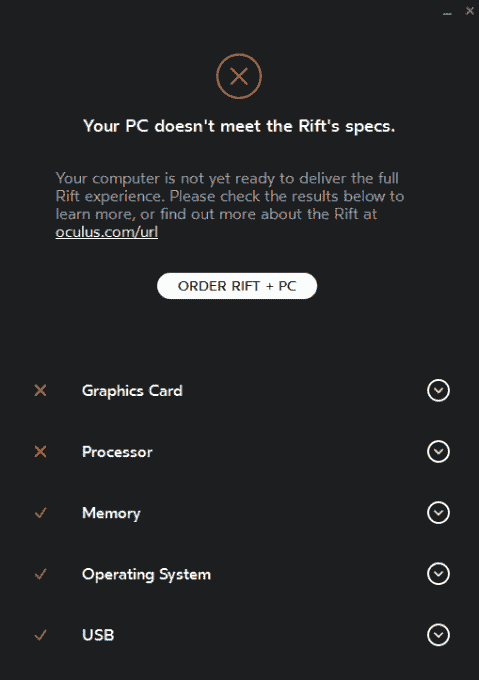 Your PC doesn't meet the Rift's specs.
Your computer is not yet ready to deliver the full
Rift experience. Please check the results below to
learn more, or find out more about the Rift at
oculus.com/url
ORDER RIFT + PC
Graphics Card
Processor
Memory
Operating System
USB